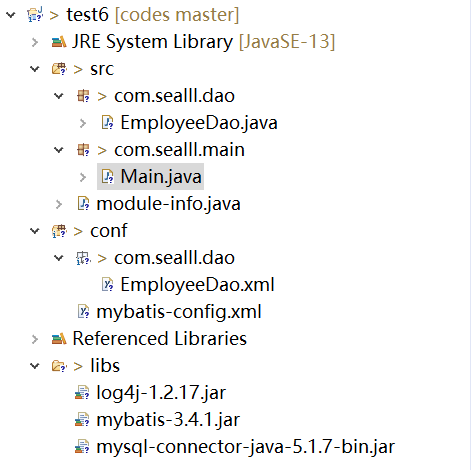 > test6 [codes master]
> JRE System Library [JavaSE-13]
> src
> com.sealll.dao
> EmployeeDao.java
> com.sealll.main
> Main.java
> module-info.java
> conf
> com.sealll.dao
EmployeeDao.xml
mybatis-config.xml
> Referenced Libraries
> libs
log4j-1.2.17.jar
mybatis-3.4.1.jar
mysql-connector-java-5.1.7-bin.jar